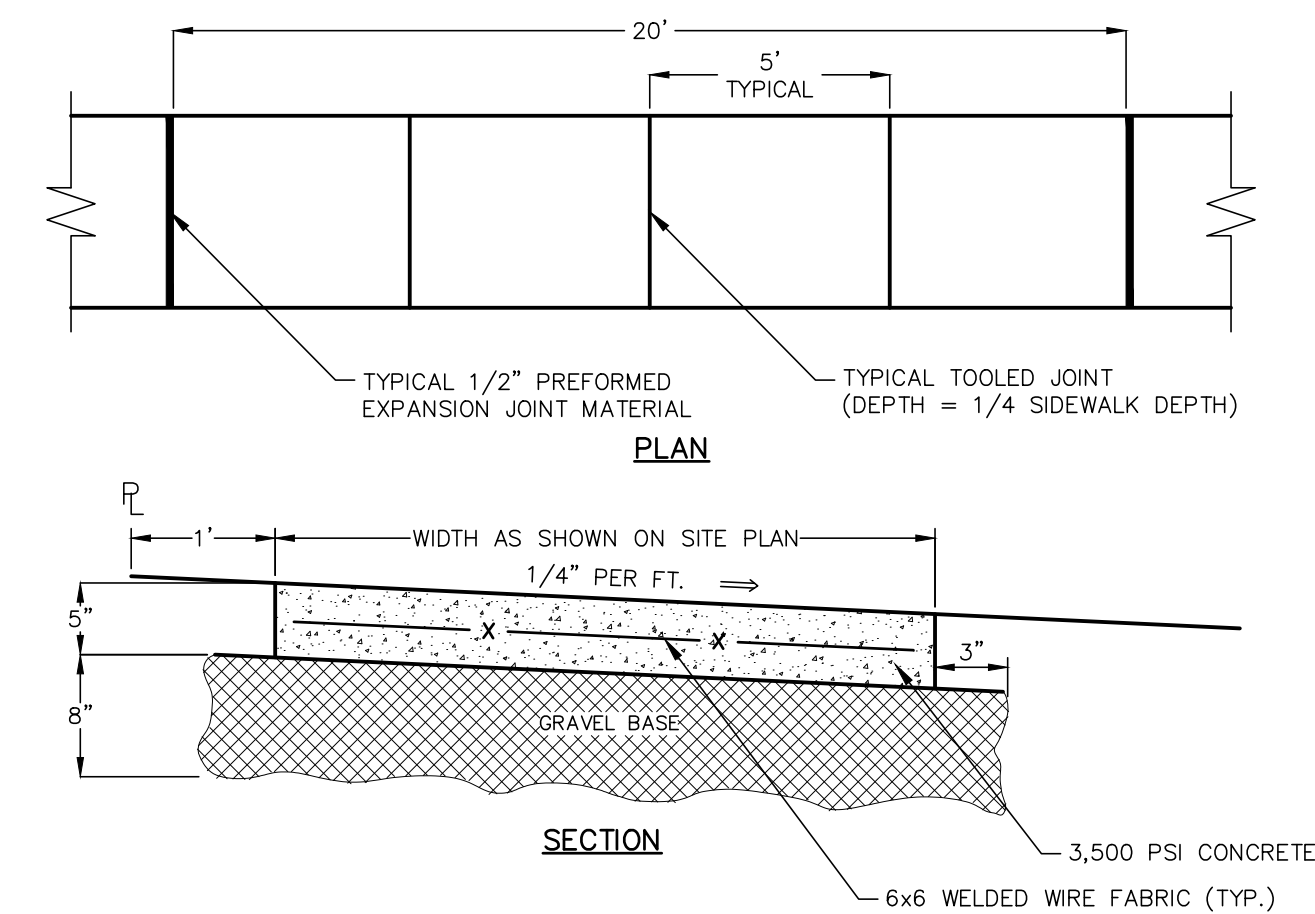 20'
5'
TYPICAL
TYPICAL 1/2" PREFORMED
EXPANSION JOINT MATERIAL
TYPICAL TOOLED JOINT
(DEPTH = 1/4 SIDEWALK DEPTH)
PLAN
PL
1'
WIDTH AS SHOWN ON SITE PLAN
1/4" PER FT.
5"
X
X
3"
8"
GRAVEL BASE
SECTION
3,500 PSI CONCRETE
6x6 WELDED WIRE FABRIC (TYP.)